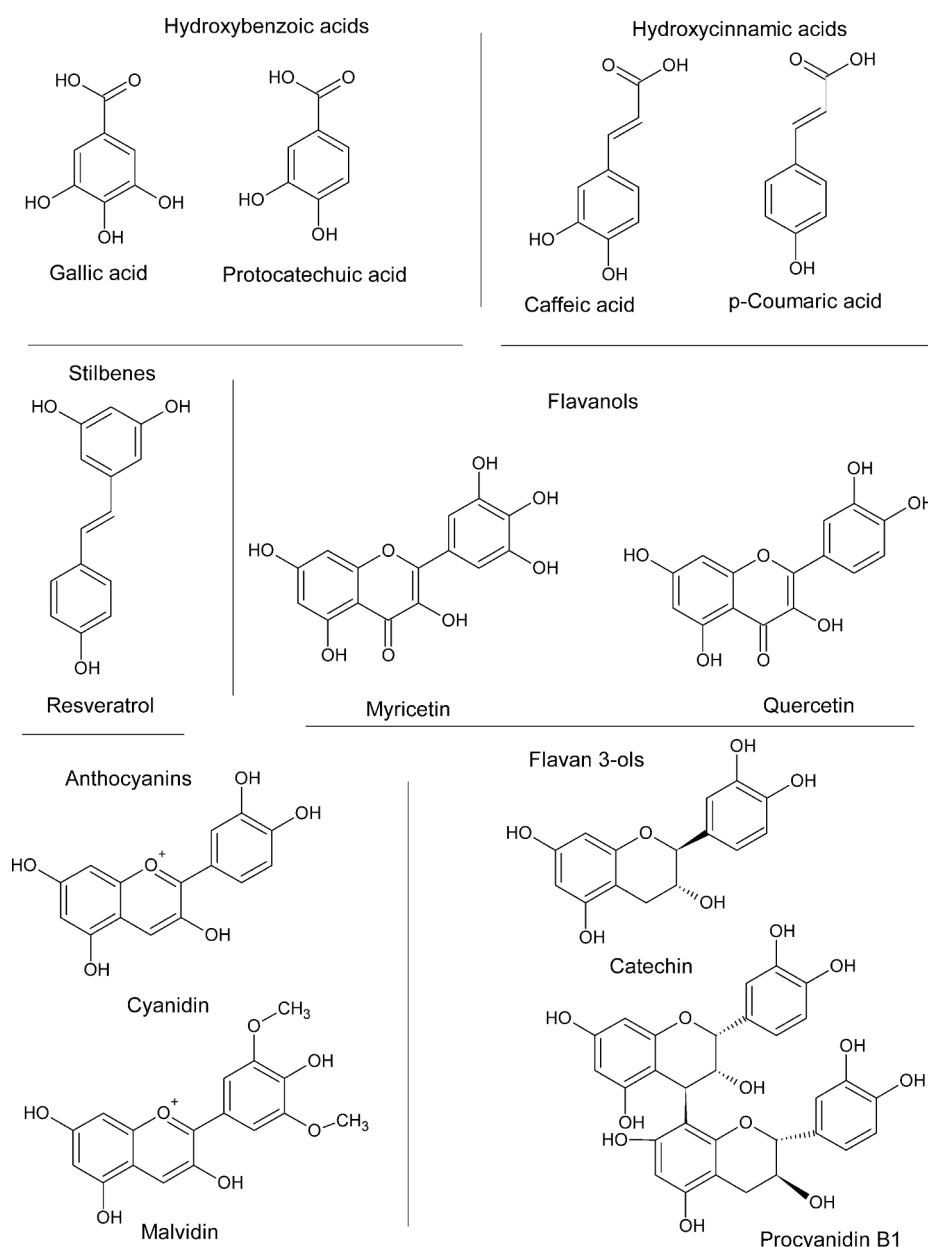 Hydroxybenzoic acids
HO
O
HO
OH
OH
Gallic acid
HO
O
HO
OH
Protocatechuic acid
Hydroxycinnamic acids
O
OH
HO
OH
Caffeic acid
O
OH
OH
p-Coumaric acid
Stilbenes
HO
OH
OH
Resveratrol
Flavanols
OH
OH
HO
O
OH
OH
OH
O
Myricetin
OH
OH
HO
O
OH
OH
O
Quercetin
Anthocyanins
OH
OH
HO
O+
OH
OH
Cyanidin
O
CH3
OH
HO
O+
O
CH3
OH
OH
Malvidin
Flavan 3-ols
OH
OH
HO
O
OH
OH
Catechin
OH
OH
HO
O
OH
OH
OH
OH
HO
O
OH
OH
Procyanidin B1